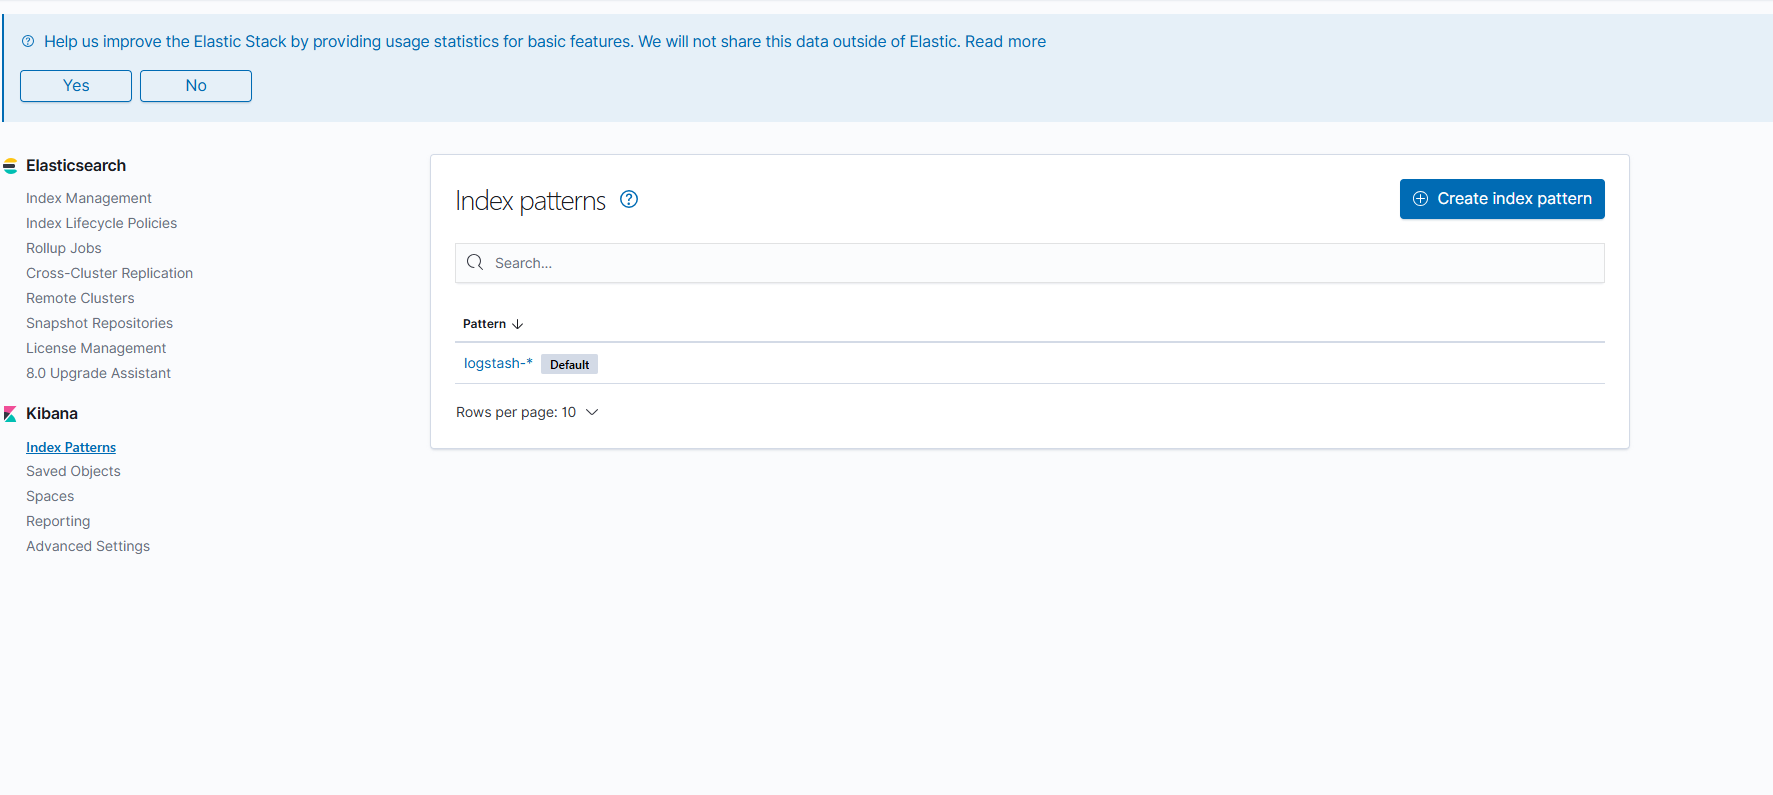 Help us improve the Elastic Stack by providing usage statistics for basic features. We will not share this data outside of Elastic. Read more
Yes No
Elasticsearch
Index Management
Index Lifecycle Policies
Rollup Jobs
Cross-Cluster Replication
Remote Clusters
Snapshot Repositories
License Management
8.0 Upgrade Assistant
Kibana
Index Patterns
Saved Objects
Spaces
Reporting
Advanced Settings
Index patterns
Create index pattern
Search...
Pattern
logstash-* Default
Rows per page: 10